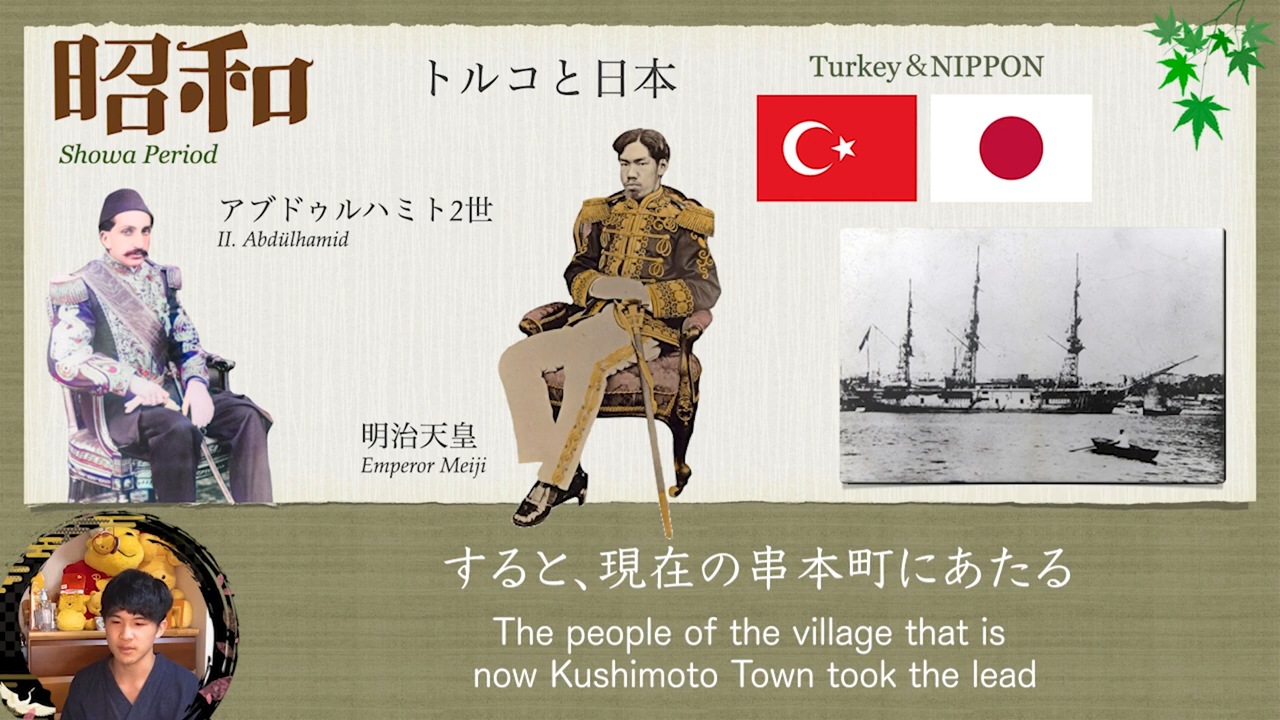 昭和
Showa Period
トルコと日本
Turkey＆NIPPON
アブドゥルハミト2世
II. Abdülhamid
明治天皇
Emperor Meiji
すると、現在の串本町にあたる
The people of the village that is
now Kushimoto Town took the lead